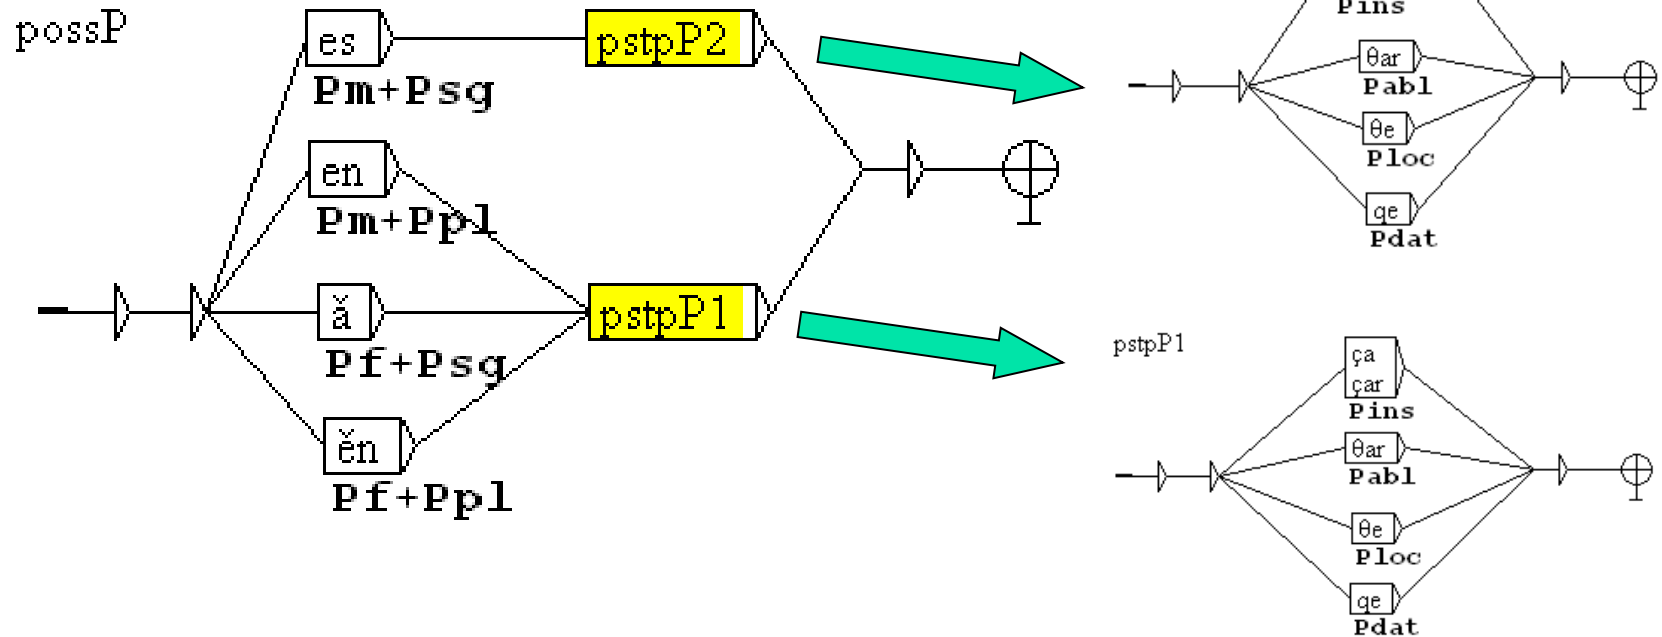 possP
es
Pm+Psg
en
Pm+Ppl
ǎ
Pf+Psg
ěn
Pf+Ppl
pstpP2
pstpP1
Pins
θar
Pabl
θe
Ploc
qe
Pdat
pstpP1
ça
çar
Pins
θar
Pabl
θe
Ploc
qe
Pdat